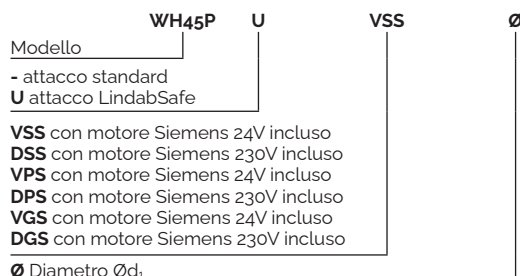 WH45P U VSS Ø
Modello
- attacco standard
U attacco LindabSafe
VSS con motore Siemens 24V incluso
DSS con motore Siemens 230V incluso
VPS con motore Siemens 24V incluso
DPS con motore Siemens 230V incluso
VGS con motore Siemens 24V incluso
DGS con motore Siemens 230V incluso
Ø Diametro Ød₁